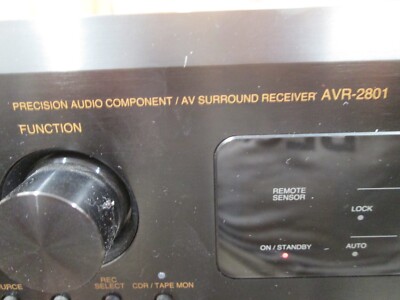 PRECISION AUDIO COMPONENT / AV SURROUND RECEIVER AVR-2801
FUNCTION
REMOTE
SENSOR
LOCK
ON / STANDBY
AUTO
REC
SELECT
CDR / TAPE MON